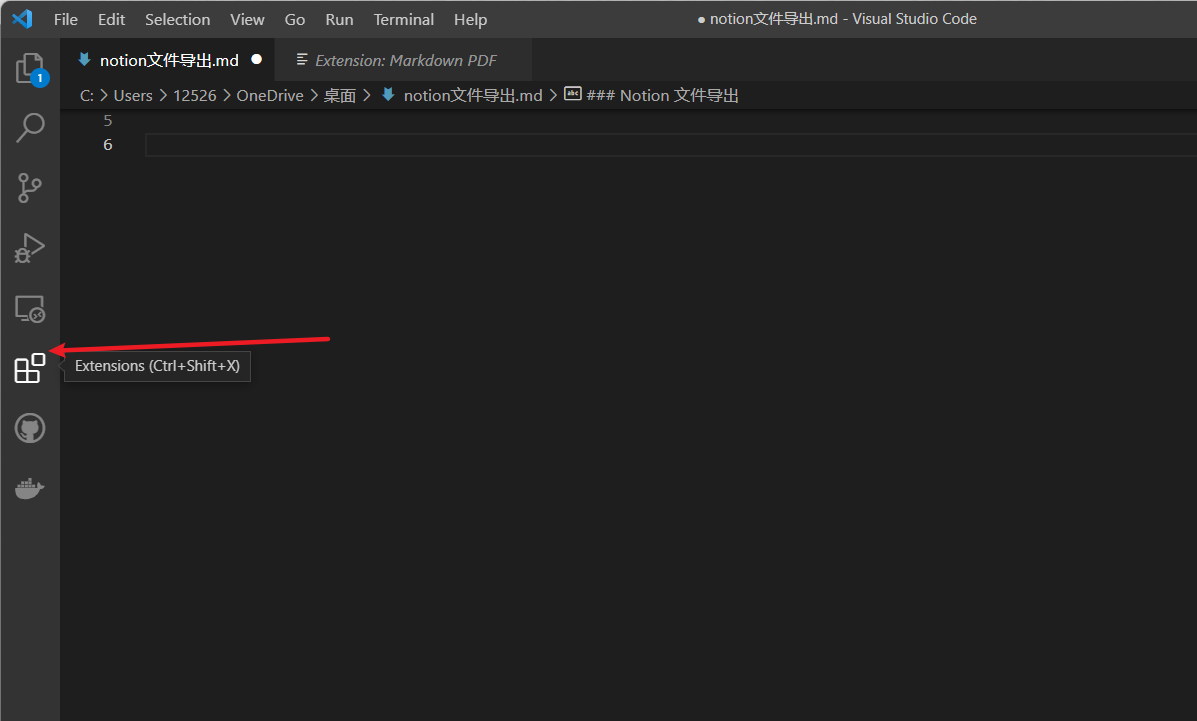 File Edit Selection View Go Run Terminal Help ● notion文件导出.md - Visual Studio Code
notion文件导出.md ● Extension: Markdown PDF
1
C: > Users > 12526 > OneDrive > 桌面 > notion文件导出.md > abc ### Notion 文件导出
5
6
Extensions (Ctrl+Shift+X)